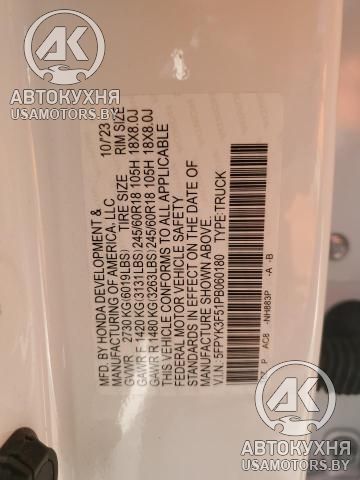 АВТОКУХНЯ
USAMOTORS.BY
MFD. BY HONDA DEVELOPMENT & 10/23
MANUFACTURING OF AMERICA, LLC. TIRE SIZE RIM SIZE
GVWR 2730 KG(6019LBS)
GAWR F 1420 KG(3131LBS)245/60R18 105H 18X8.0J
GAWR R 1480 KG(3263LBS)245/60R18 105H 18X8.0J
THIS VEHICLE CONFORMS TO ALL APPLICABLE
FEDERAL MOTOR VEHICLE SAFETY
STANDARDS IN EFFECT ON THE DATE OF
MANUFACTURE SHOWN ABOVE.
V.I.N. 5FPYK3F51PB060180 TYPE:TRUCK
P AC8 -NH883P -A -B
АВТОКУХНЯ
USAMOTORS.BY